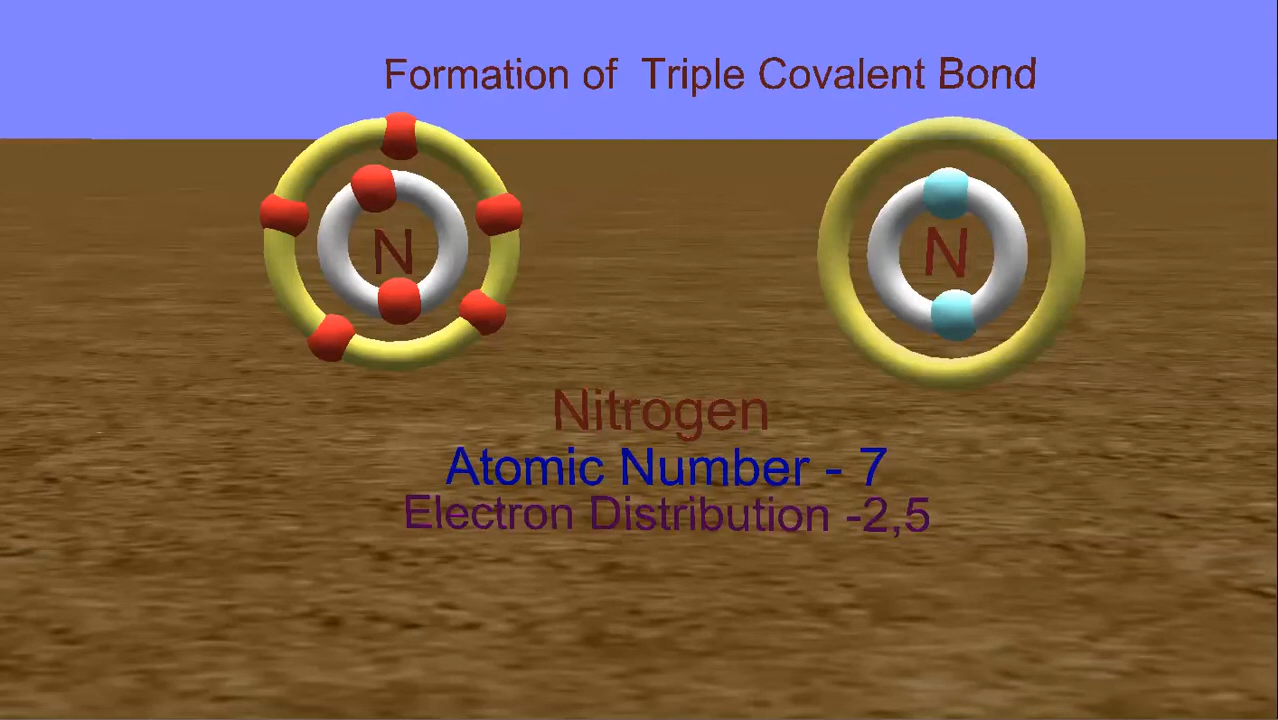 Formation of Triple Covalent Bond
N
N
Nitrogen
Atomic Number - 7
Electron Distribution -2,5